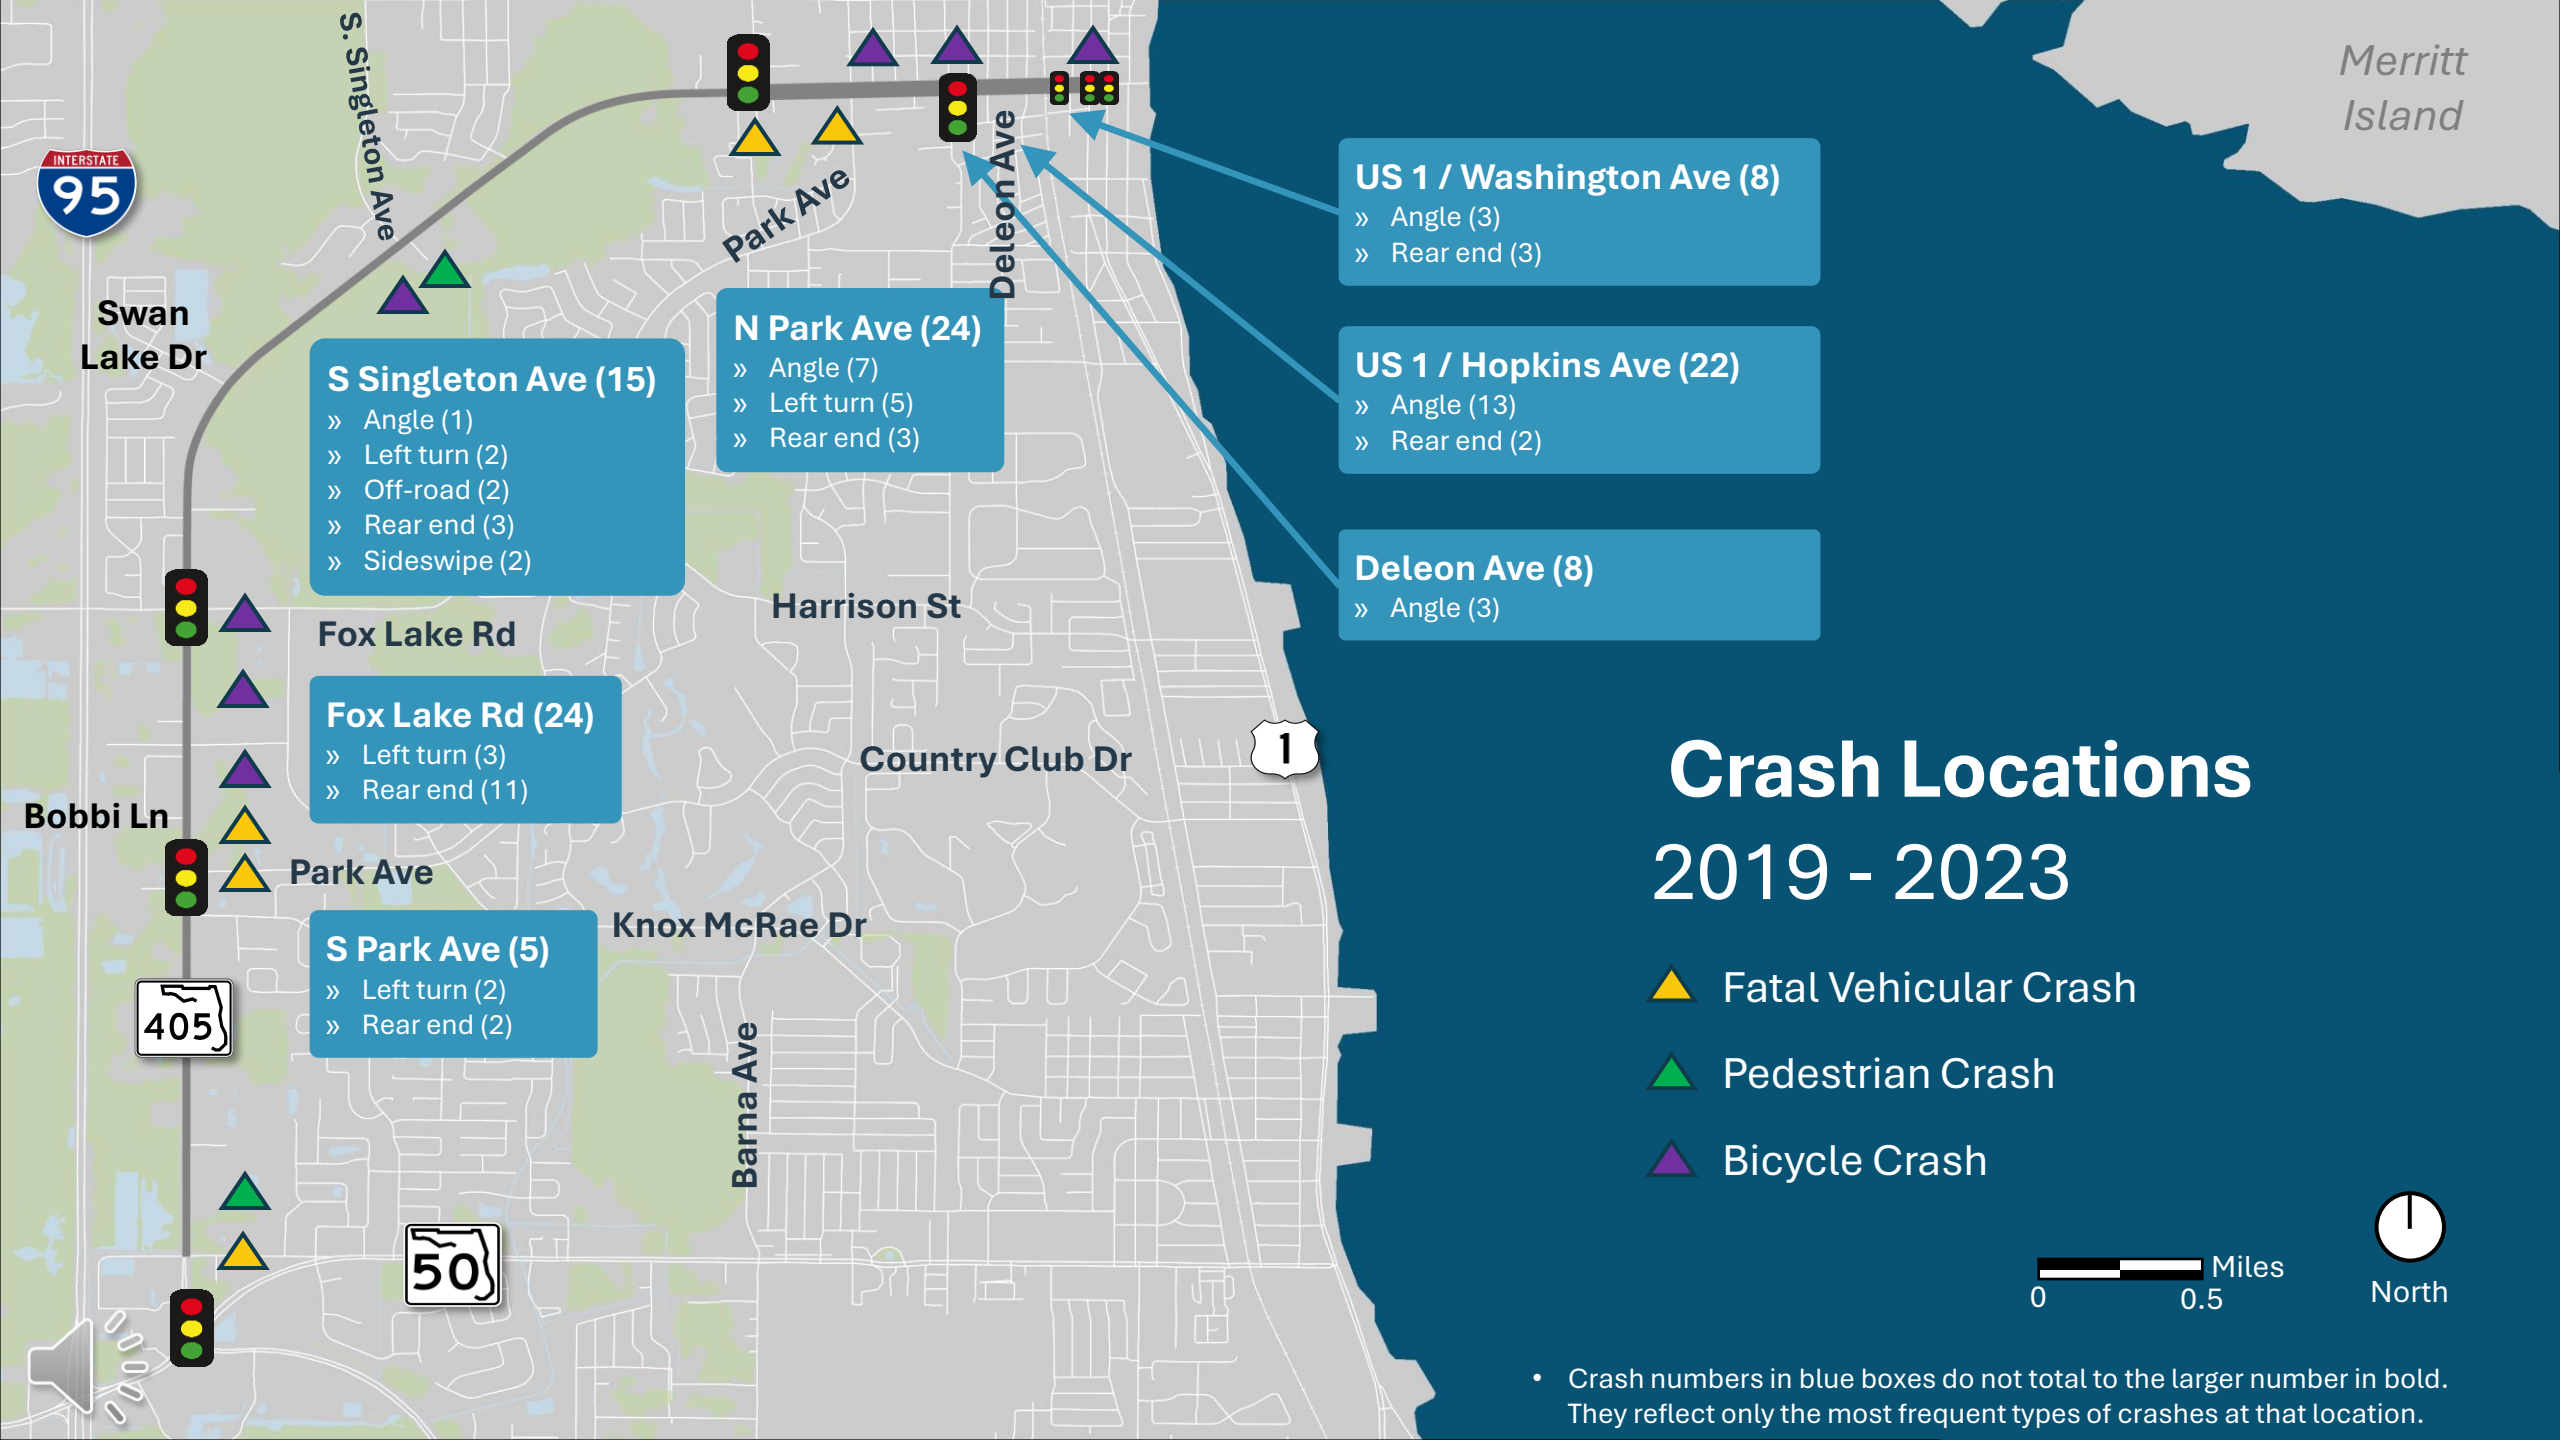 S. Singleton Ave
Merritt
Island
INTERSTATE
95
Park Ave
Deleon Ave
US 1 / Washington Ave (8)
» Angle (3)
» Rear end (3)
Swan
Lake Dr
N Park Ave (24)
» Angle (7)
» Left turn (5)
» Rear end (3)
US 1 / Hopkins Ave (22)
» Angle (13)
» Rear end (2)
S Singleton Ave (15)
» Angle (1)
» Left turn (2)
» Off-road (2)
» Rear end (3)
» Sideswipe (2)
Deleon Ave (8)
» Angle (3)
Harrison St
Fox Lake Rd
Fox Lake Rd (24)
» Left turn (3)
» Rear end (11)
Country Club Dr
1
Crash Locations
2019 - 2023
Bobbi Ln
Park Ave
Knox McRae Dr
S Park Ave (5)
» Left turn (2)
» Rear end (2)
405
Barna Ave
Fatal Vehicular Crash
Pedestrian Crash
Bicycle Crash
50
Miles
0 0.5
North
• Crash numbers in blue boxes do not total to the larger number in bold.
They reflect only the most frequent types of crashes at that location.